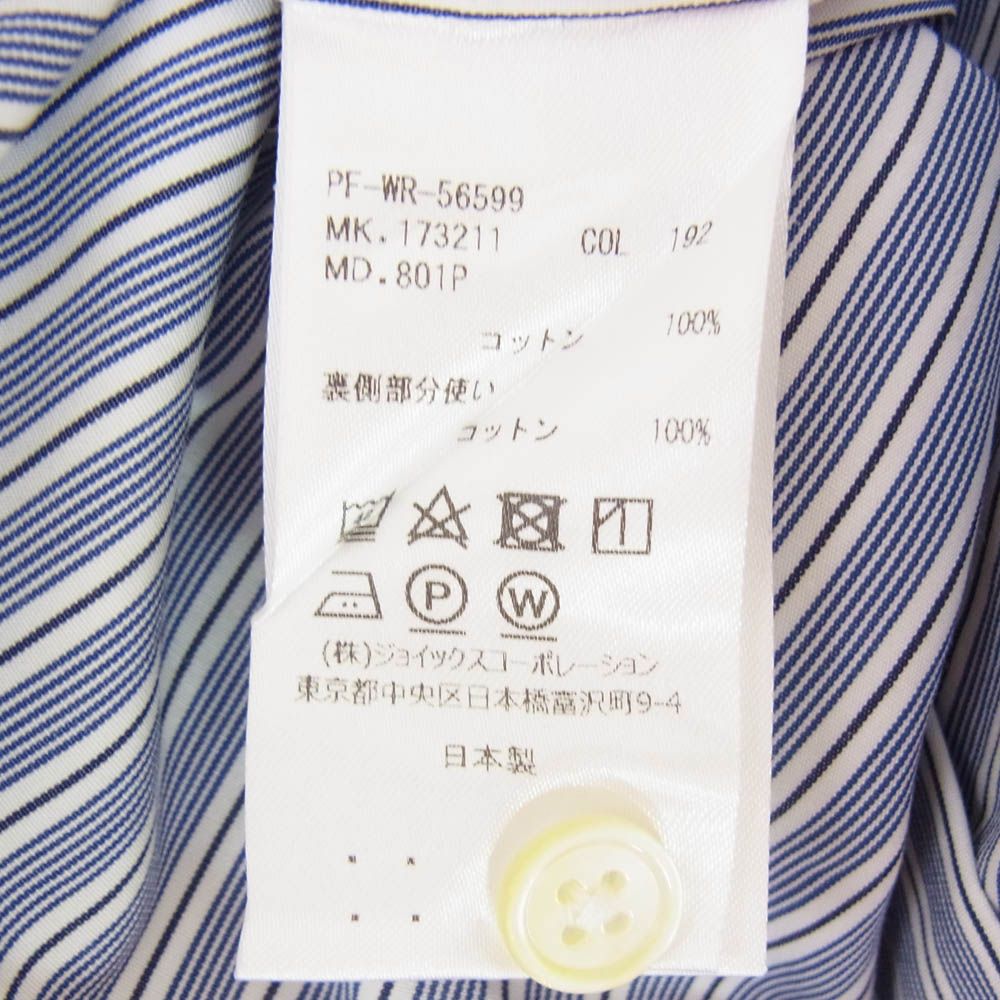 PF-WR-56599
MK.173211 COL 192
MD.801P
コットン 100%
裏側部分使い
コットン 100%
P W
(株)ジョイックスコーポレーション
東京都中央区日本橋富沢町9-4
日本製